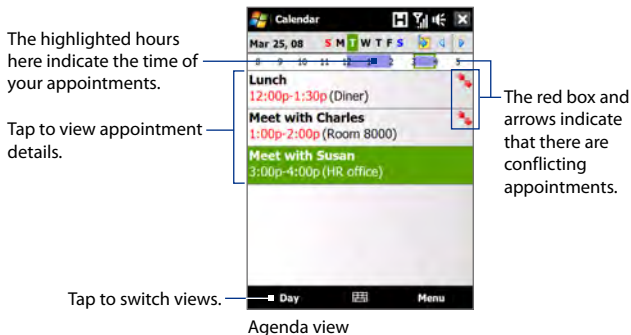 The highlighted hours
here indicate the time of
your appointments.
Tap to view appointment
details.
Tap to switch views.
Calendar
Mar 25, 08 S M T W T F S
8 9 10 11 12 1 2 3 4 5
Lunch
12:00p-1:30p (Diner)
Meet with Charles
1:00p-2:00p (Room 8000)
Meet with Susan
3:00p-4:00p (HR office)
Day Menu
The red box and
arrows indicate
that there are
conflicting
appointments.
Agenda view